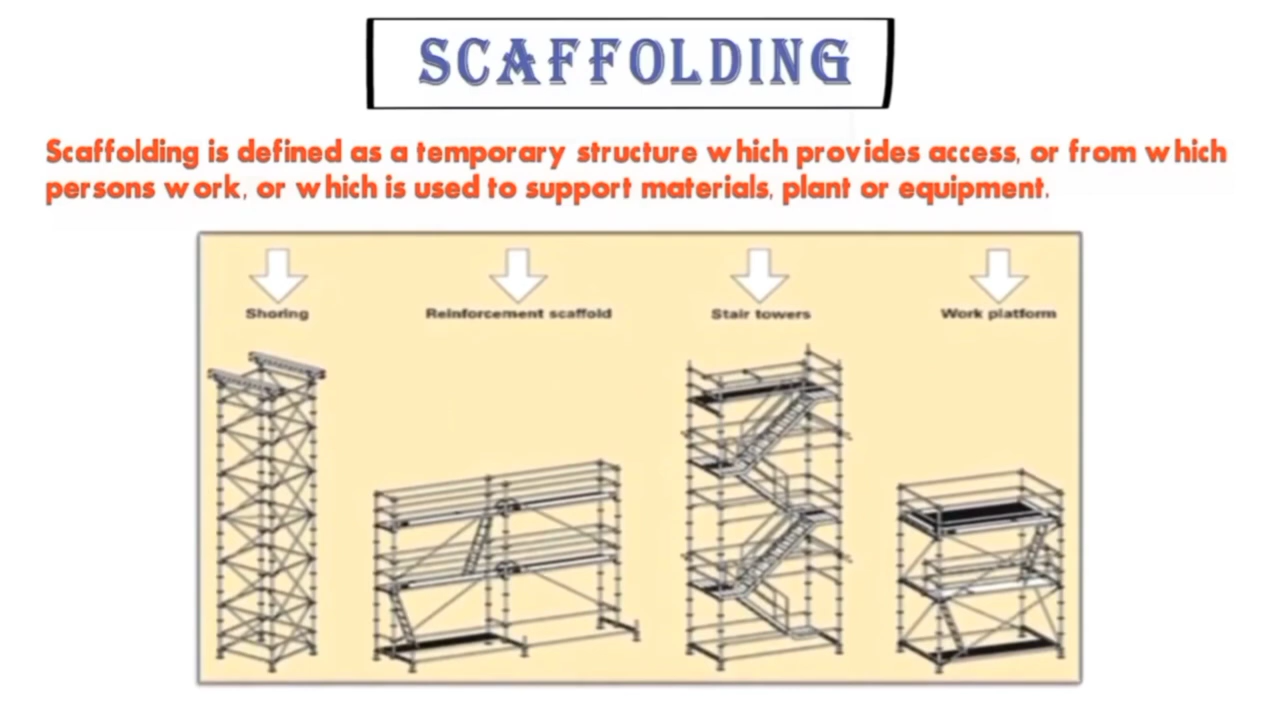 SCAFFOLDING
Scaffolding is defined as a temporary structure which provides access, or from which
persons work, or which is used to support materials, plant or equipment.
Shoring Reinforcement scaffold Stair towers Work platform